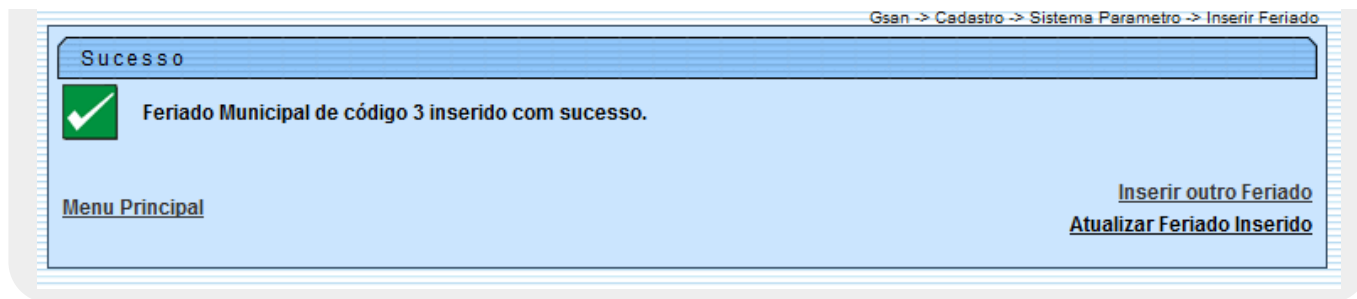 Gsan -> Cadastro -> Sistema Parametro -> Inserir Feriado
Sucesso
Feriado Municipal de código 3 inserido com sucesso.
Inserir outro Feriado
Menu Principal
Atualizar Feriado Inserido